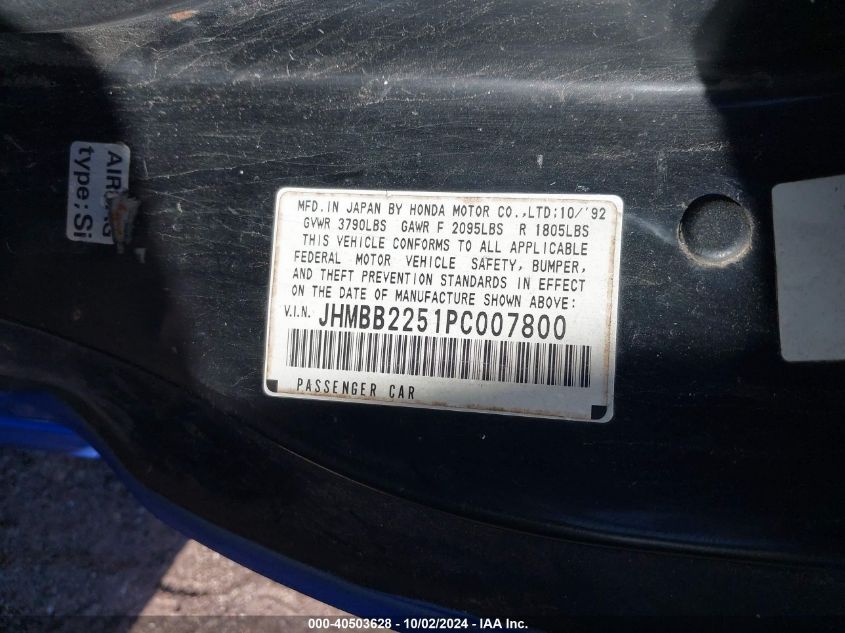 AIRBAG
type:Si
MFD. IN JAPAN BY HONDA MOTOR CO.,LTD:10/'92
GVWR 3790LBS GAWR F 2095LBS R 1805LBS
THIS VEHICLE CONFORMS TO ALL APPLICABLE
FEDERAL MOTOR VEHICLE SAFETY, BUMPER,
AND THEFT PREVENTION STANDARDS IN EFFECT
ON THE DATE OF MANUFACTURE SHOWN ABOVE:
V.I.N. JHMBB2251PC007800
PASSENGER CAR
000-40503628 - 10/02/2024 - IAA Inc.